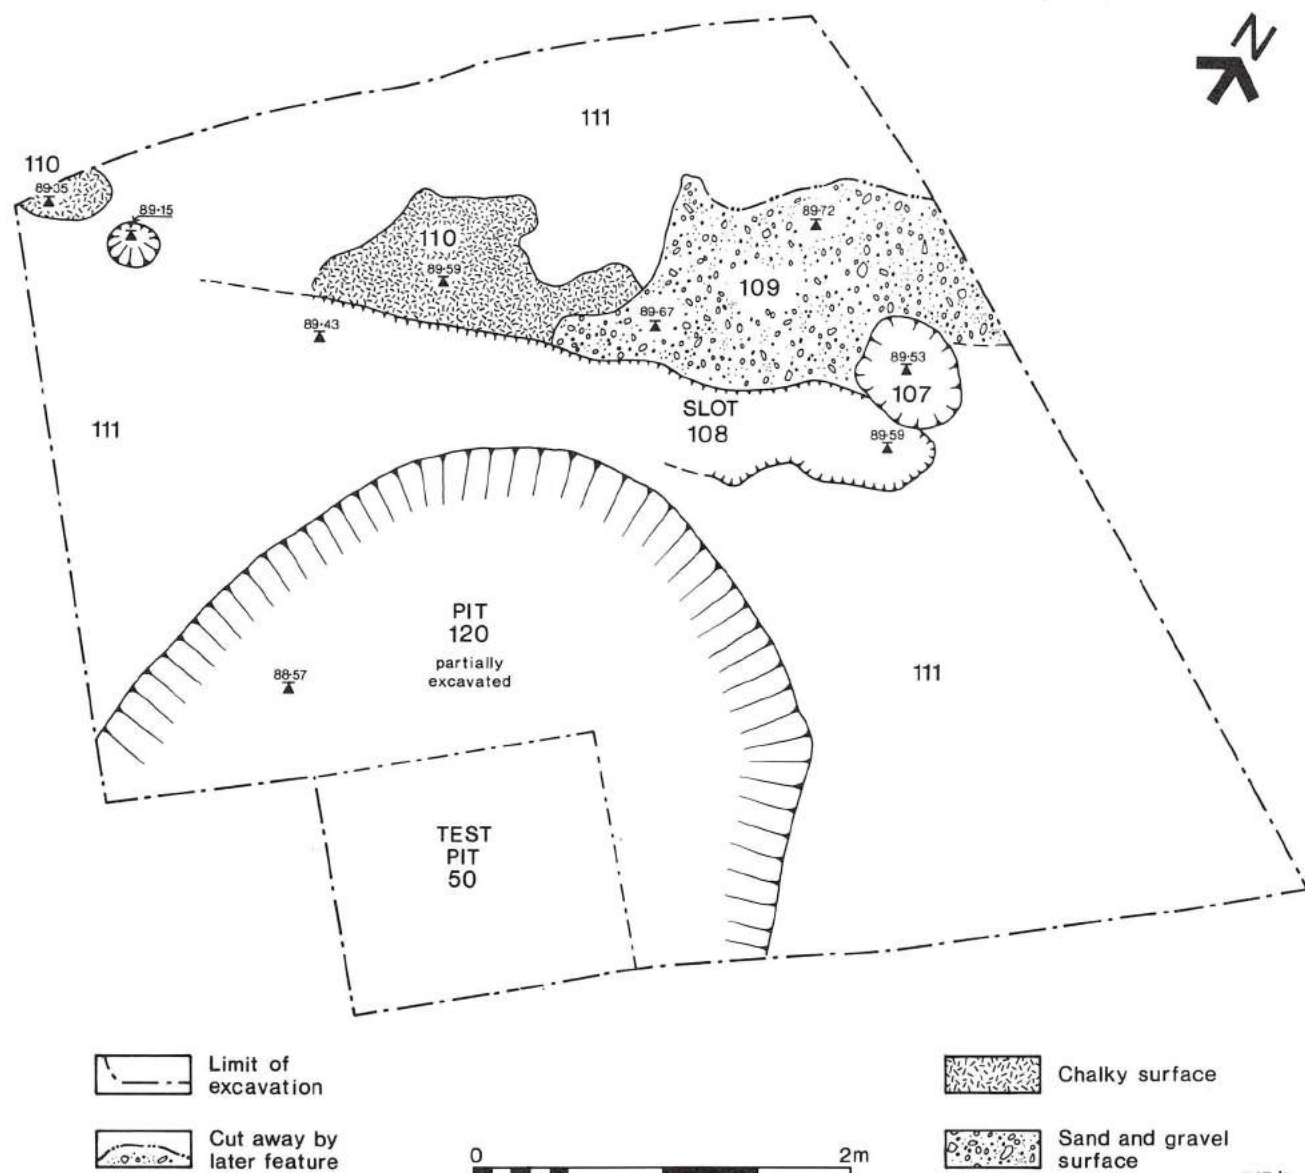 N
111
110
89·35
89·15
110
89·59
89·72
109
89·67
89·43
89·53
107
SLOT
108
89·59
111
PIT
120
partially
excavated
88·57
111
TEST
PIT
50
Limit of
excavation
Chalky surface
Cut away by
later feature
0
2m
Sand and gravel
surface